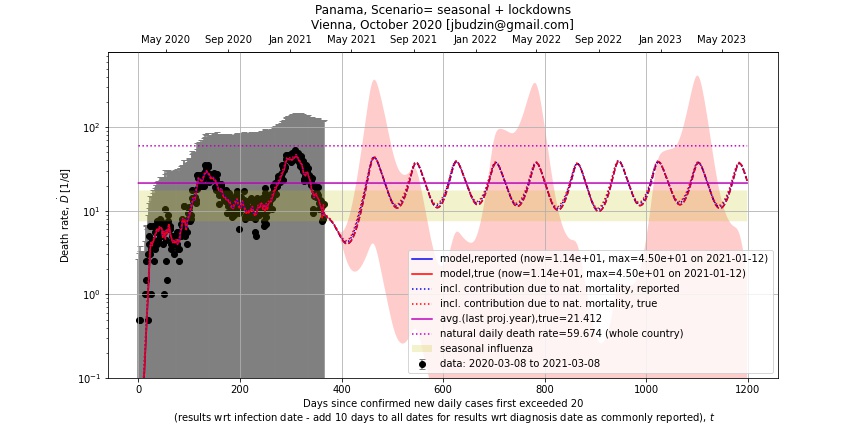 Panama, Scenario= seasonal + lockdowns
Vienna, October 2020 [jbudzin@gmail.com]
May 2020 Sep 2020 Jan 2021 May 2021 Sep 2021 Jan 2022 May 2022 Sep 2022 Jan 2023 May 2023
10²
10¹
10⁰
10⁻¹
Death rate, D [1/d]
model,reported (now=1.14e+01, max=4.50e+01 on 2021-01-12)
model,true (now=1.14e+01, max=4.50e+01 on 2021-01-12)
incl. contribution due to nat. mortality, reported
incl. contribution due to nat. mortality, true
avg.(last proj.year),true=21.412
natural daily death rate=59.674 (whole country)
seasonal influenza
data: 2020-03-08 to 2021-03-08
0 200 400 600 800 1000 1200
Days since confirmed new daily cases first exceeded 20
(results wrt infection date - add 10 days to all dates for results wrt diagnosis date as commonly reported), t